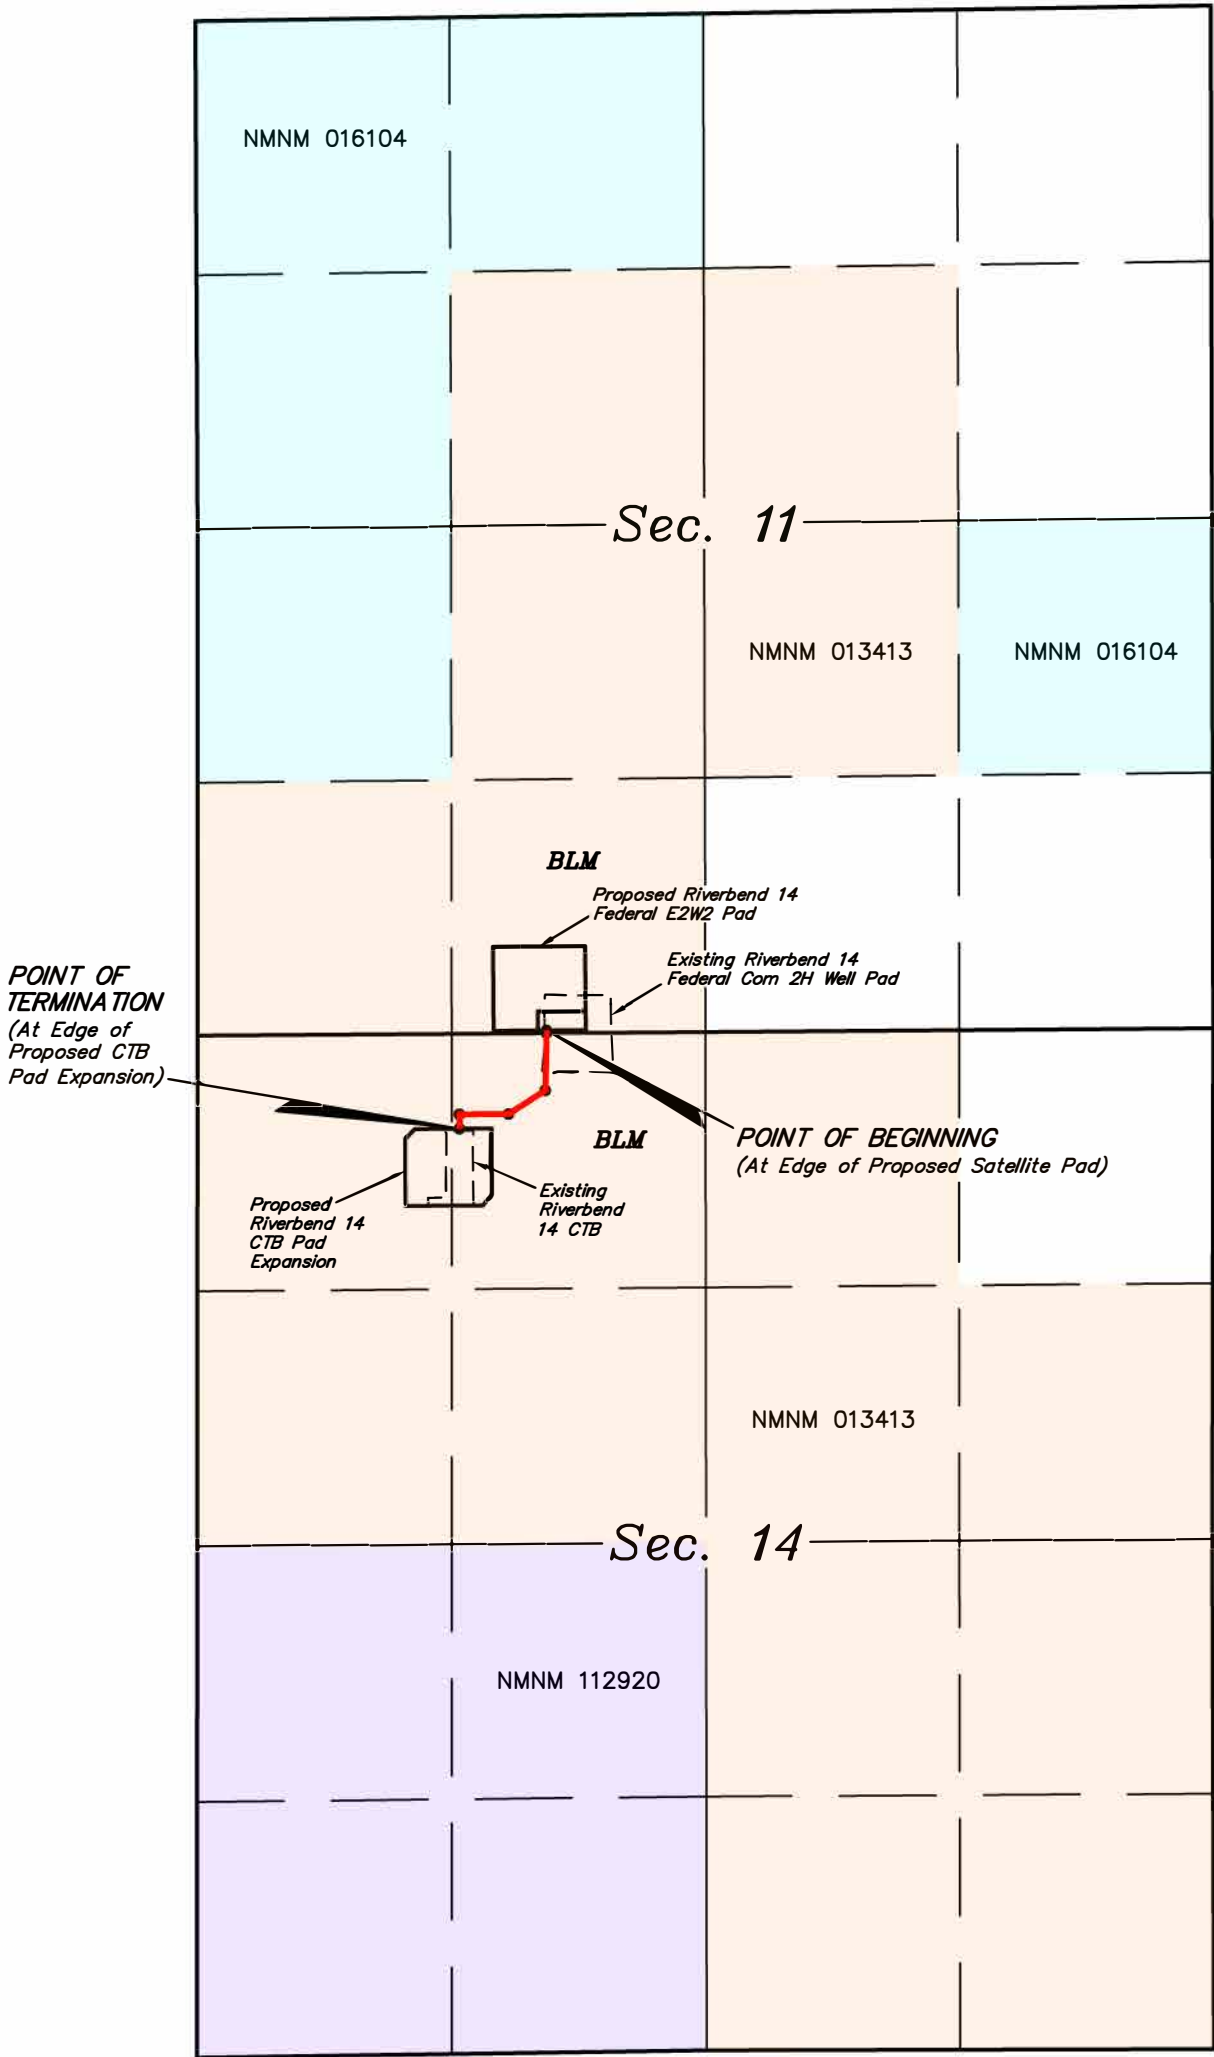 NMNM 016104
Sec. 11
NMNM 013413
NMNM 016104
BLM
Proposed Riverbend 14
Federal E2W2 Pad
Existing Riverbend 14
Federal Com 2H Well Pad
POINT OF
TERMINATION
(At Edge of
Proposed CTB
Pad Expansion)
BLM
POINT OF BEGINNING
(At Edge of Proposed Satellite Pad)
Proposed
Riverbend 14
CTB Pad
Expansion
Existing
Riverbend
14 CTB
NMNM 013413
Sec. 14
NMNM 112920